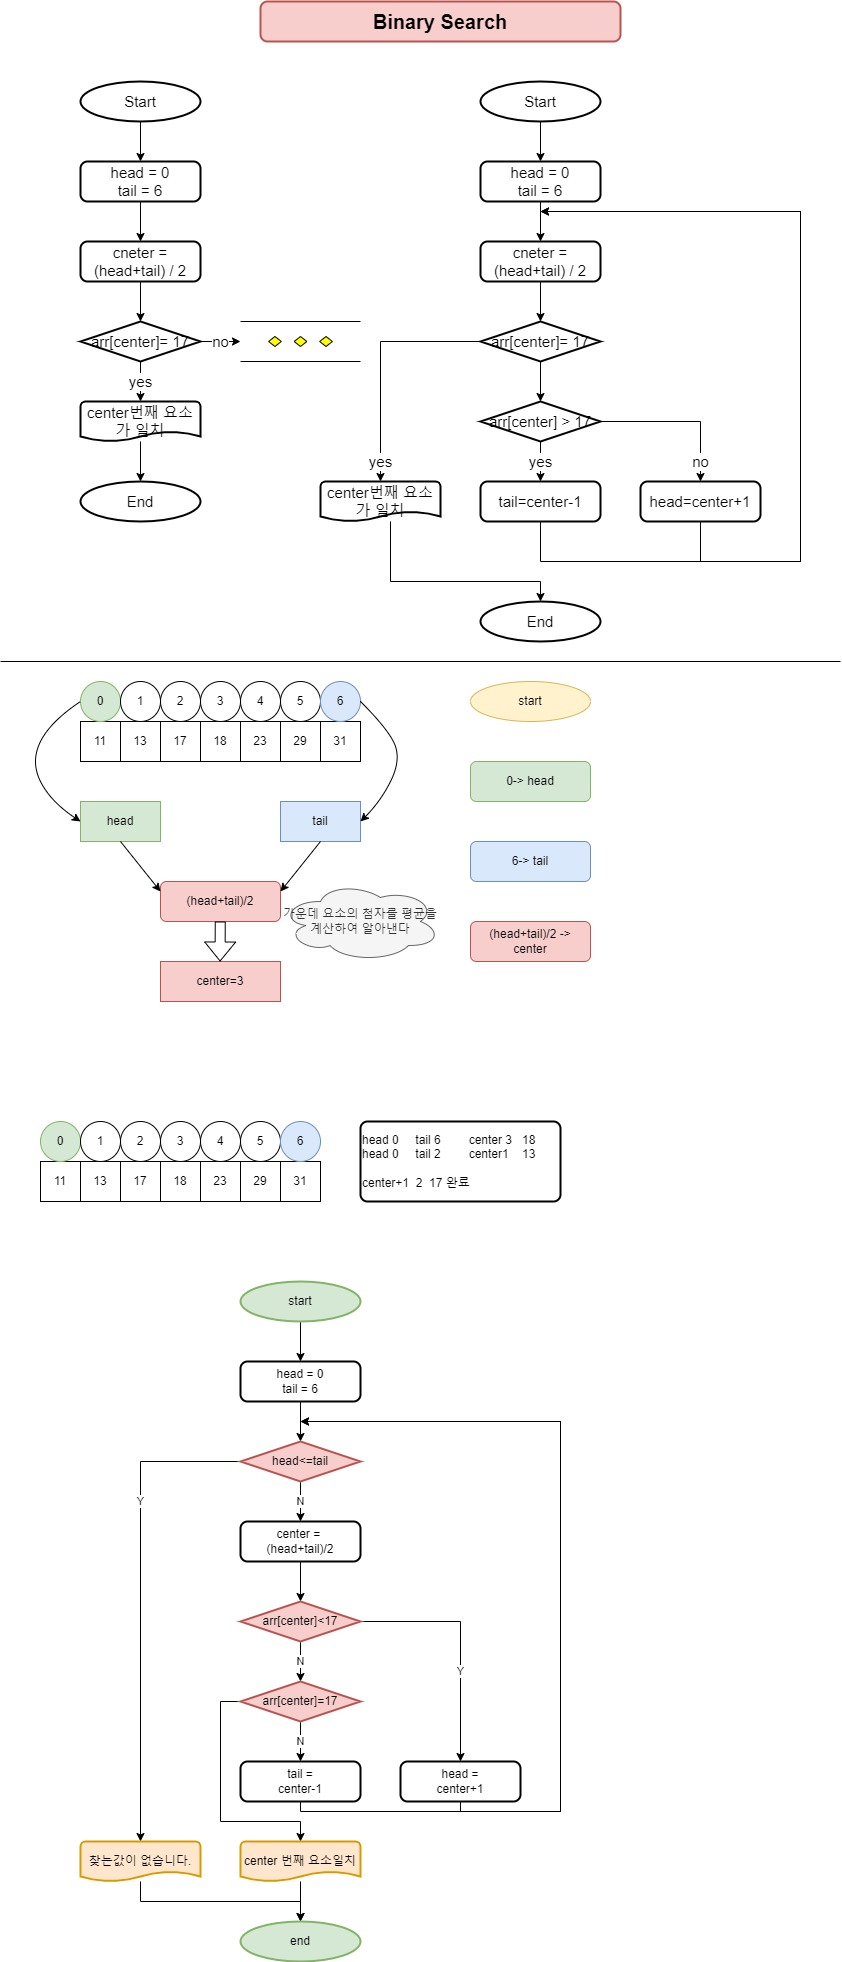 Binary Search
Start
head = 0
tail = 6
cneter =
(head+tail) / 2
arr[center]= 17
no
yes
center번째 요소
가 일치
End
Start
head = 0
tail = 6
cneter =
(head+tail) / 2
arr[center]= 17
arr[center] > 17
yes
yes
no
center번째 요소
가 일치
tail=center-1
head=center+1
End
0 1 2 3 4 5 6
11 13 17 18 23 29 31
head
tail
(head+tail)/2
가운데 요소의 첨자를 평균을
계산하여 알아낸다
center=3
start
0-> head
6-> tail
(head+tail)/2 ->
center
0 1 2 3 4 5 6
11 13 17 18 23 29 31
head 0 tail 6 center 3 18
head 0 tail 2 center1 13
center+1 2 17 완료
start
head = 0
tail = 6
head<=tail
Y
N
center =
(head+tail)/2
arr[center]<17
N
Y
arr[center]=17
N
tail =
center-1
head =
center+1
찾는값이 없습니다.
center 번째 요소일치
end